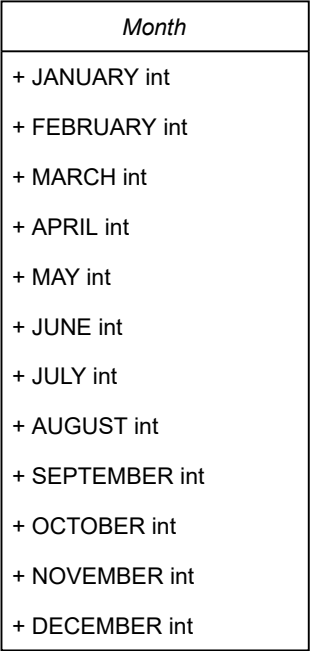 Month
+ JANUARY int
+ FEBRUARY int
+ MARCH int
+ APRIL int
+ MAY int
+ JUNE int
+ JULY int
+ AUGUST int
+ SEPTEMBER int
+ OCTOBER int
+ NOVEMBER int
+ DECEMBER int